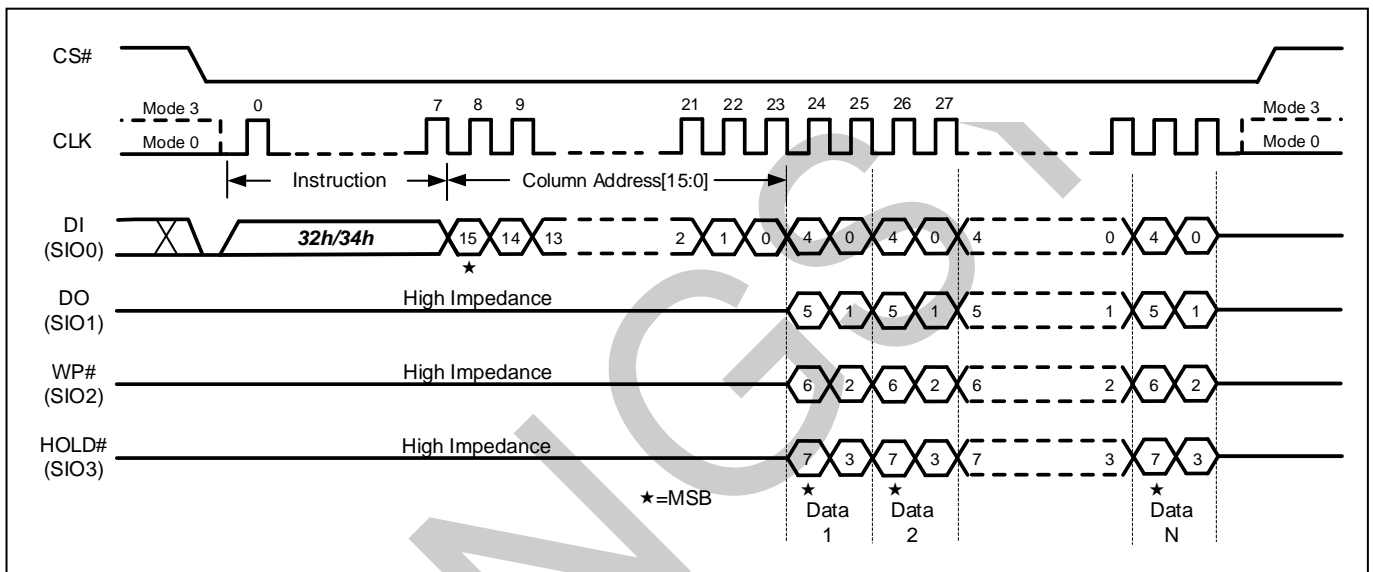 CS#
Mode 3 0 7 8 9 21 22 23 24 25 26 27 Mode 3
CLK Mode 0 Mode 0
Instruction Column Address[15:0]
DI
(SIO0)
32h/34h 15 14 13 2 1 0 4 0 4 0 4 0 4 0
★
DO
(SIO1)
High Impedance 5 1 5 1 5 1 5 1
WP#
(SIO2)
High Impedance 6 2 6 2 6 2 6 2
HOLD#
(SIO3)
High Impedance 7 3 7 3 7 3 7 3
★=MSB ★ ★ ★
Data Data Data
1 2 N